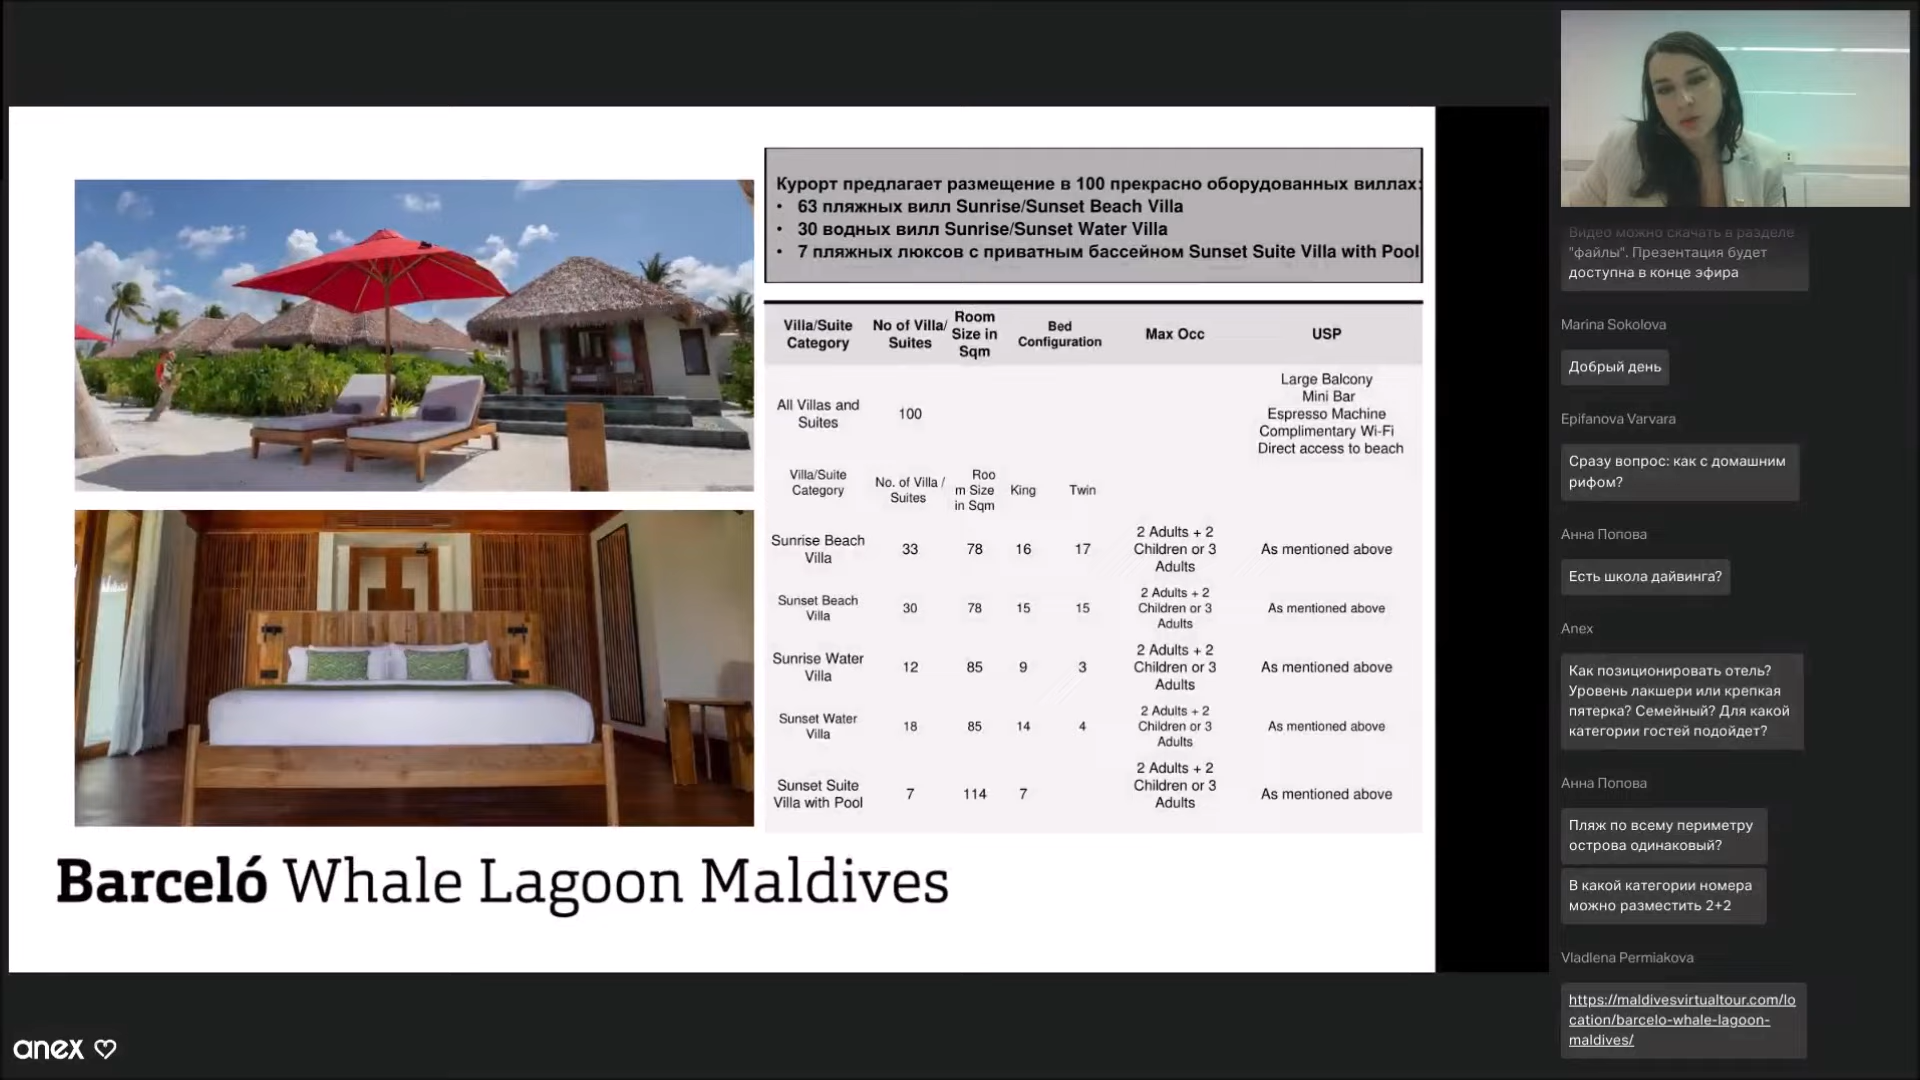 Курорт предлагает размещение в 100 прекрасно оборудованных виллах:
• 63 пляжных вилл Sunrise/Sunset Beach Villa
• 30 водных вилл Sunrise/Sunset Water Villa
• 7 пляжных люксов с приватным бассейном Sunset Suite Villa with Pool
Villa/Suite Category No of Villa/ Suites Room Size in Sqm Bed Configuration Max Occ USP
All Villas and Suites 100 Large Balcony
Mini Bar
Espresso Machine
Complimentary Wi-Fi
Direct access to beach
Villa/Suite Category No. of Villa / Suites Roo m Size in Sqm King Twin
Sunrise Beach Villa 33 78 16 17 2 Adults + 2 Children or 3 Adults As mentioned above
Sunset Beach Villa 30 78 15 15 2 Adults + 2 Children or 3 Adults As mentioned above
Sunrise Water Villa 12 85 9 3 2 Adults + 2 Children or 3 Adults As mentioned above
Sunset Water Villa 18 85 14 4 2 Adults + 2 Children or 3 Adults As mentioned above
Sunset Suite Villa with Pool 7 114 7 2 Adults + 2 Children or 3 Adults As mentioned above
Barceló Whale Lagoon Maldives
anex
Видео можно скачать в разделе
"файлы". Презентация будет
доступна в конце эфира
Marina Sokolova
Добрый день
Epifanova Varvara
Сразу вопрос: как с домашним
рифом?
Анна Попова
Есть школа дайвинга?
Anex
Как позиционировать отель?
Уровень лакшери или крепкая
пятерка? Семейный? Для какой
категории гостей подойдет?
Анна Попова
Пляж по всему периметру
острова одинаковый?
В какой категории номера
можно разместить 2+2
Vladlena Permiakova
https://maldivesvirtualtour.com/lo
cation/barcelo-whale-lagoon-
maldives/